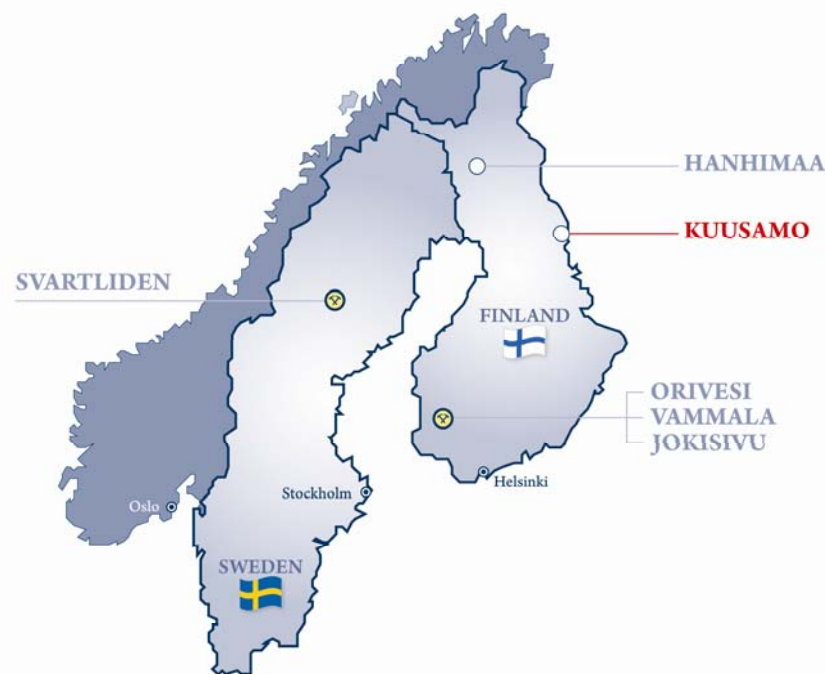 HANHIMAA
KUUSAMO
SVARTLIDEN
FINLAND
ORIVESI
VAMMALA
JOKISIVU
Helsinki
Stockholm
Oslo
SWEDEN